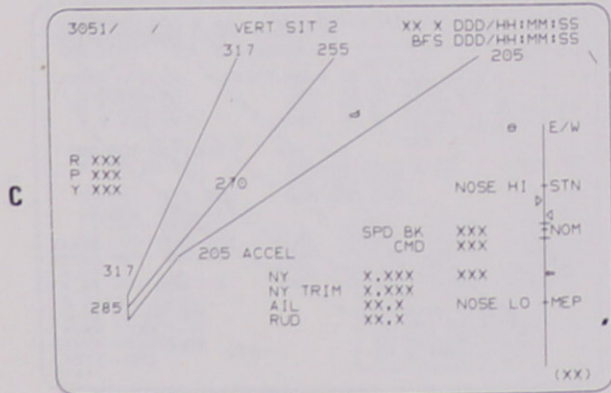 3051/ / VERT SIT 2 XX X DDD/HH:MM:SS
BFS DDD/HH:MM:SS
317 255 205
E/W
R XXX
P XXX
Y XXX
C
270
NOSE HI STN
SPD BK XXX NOM
CMD XXX
205 ACCEL
317
NY X.XXX XXX
NY TRIM X.XXX
285
AIL XX.X NOSE LO MEP
RUD XX.X
(XX)